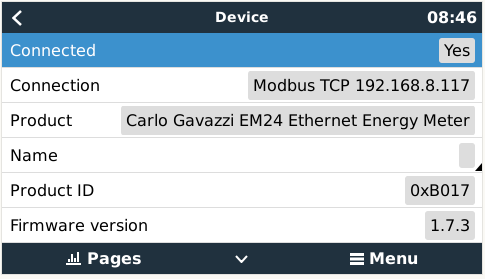 Device 08:46
Connected Yes
Connection Modbus TCP 192.168.8.117
Product Carlo Gavazzi EM24 Ethernet Energy Meter
Name
Product ID 0xB017
Firmware version 1.7.3
Pages Menu